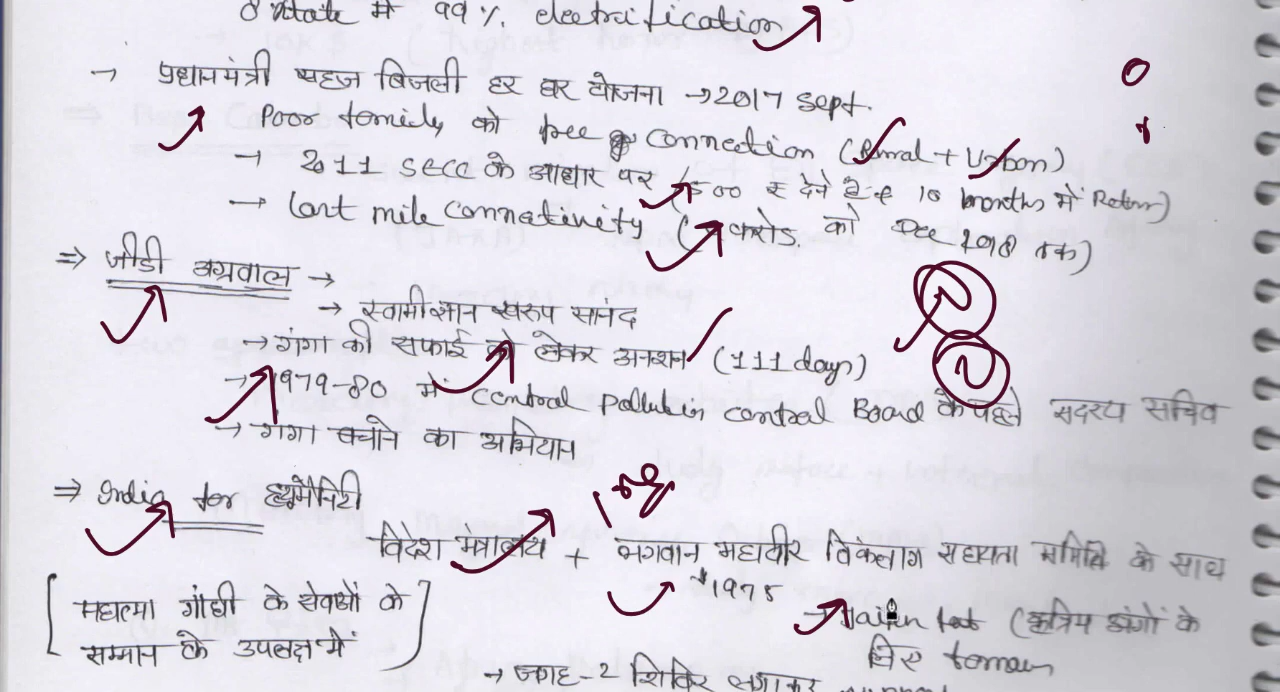 8 state में 99% electrification
→ प्रधानमंत्री सहज बिजली हर घर योजना → 2017 sept.
Poor family को free connection (Rural + Urban)
→ 2011 SECC के आधार पर (500 ₹ देने है 10 months में Return)
→ last mile connectivity ( करोड़ को Dec 2018 तक)
⇒ जीडी अग्रवाल →
→ स्वामी ज्ञान स्वरूप सानंद
→ गंगा की सफाई को लेकर अनशन (111 days)
→ 1979-80 में central Pollution control Board के पहले सदस्य सचिव
→ गंगा बचाने का अभियान
⇒ India for ह्यूमैनिटी
विदेश मंत्रालय + भगवान महावीर विकलांग सहायता समिति के साथ
1975
[महात्मा गाँधी के सेवाओं के
→ Jaipur foot (कृत्रिम अंगों के
सम्मान के उपलक्ष में]
लिए famous
→ जगह-2 शिविर लगाकर